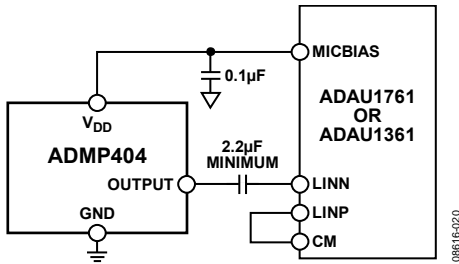 MICBIAS
0.1µF
ADAU1761
OR
ADAU1361
VDD
ADMP404
2.2µF
MINIMUM
OUTPUT
LINN
GND
LINP
CM
08616-020